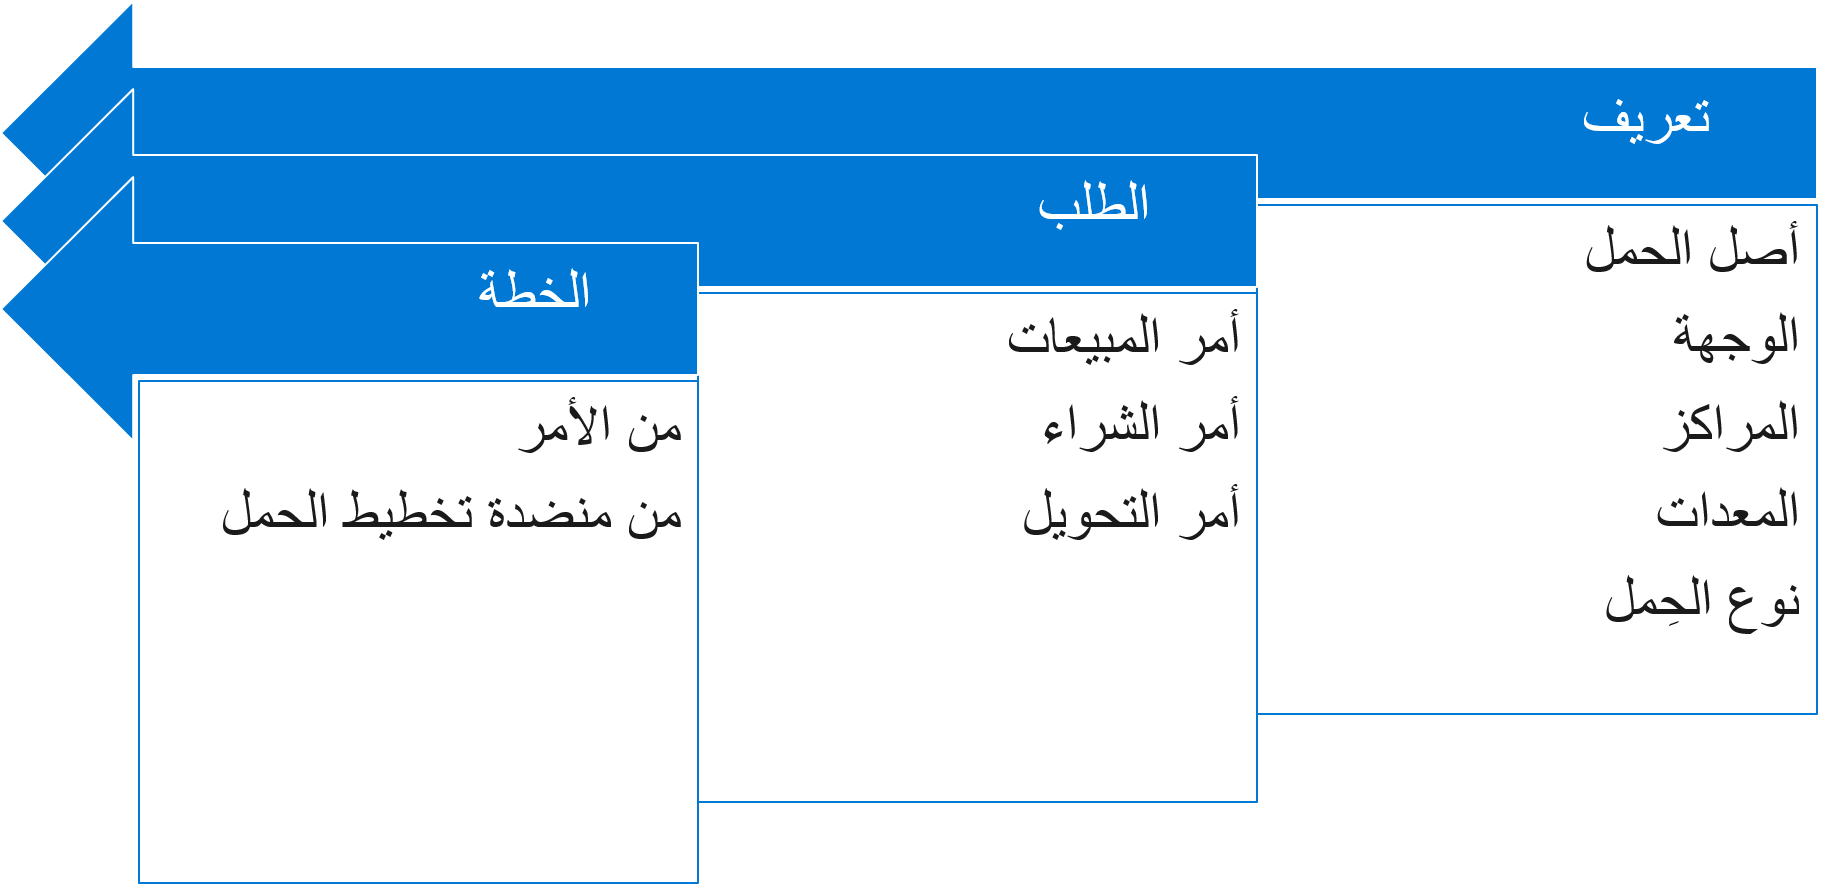 تعريف
أصل الحمل
الوجهة
المراكز
المعدات
نوع الحِمل
الطلب
أمر المبيعات
أمر الشراء
أمر التحويل
الخطة
من الأمر
من منضدة تخطيط الحمل